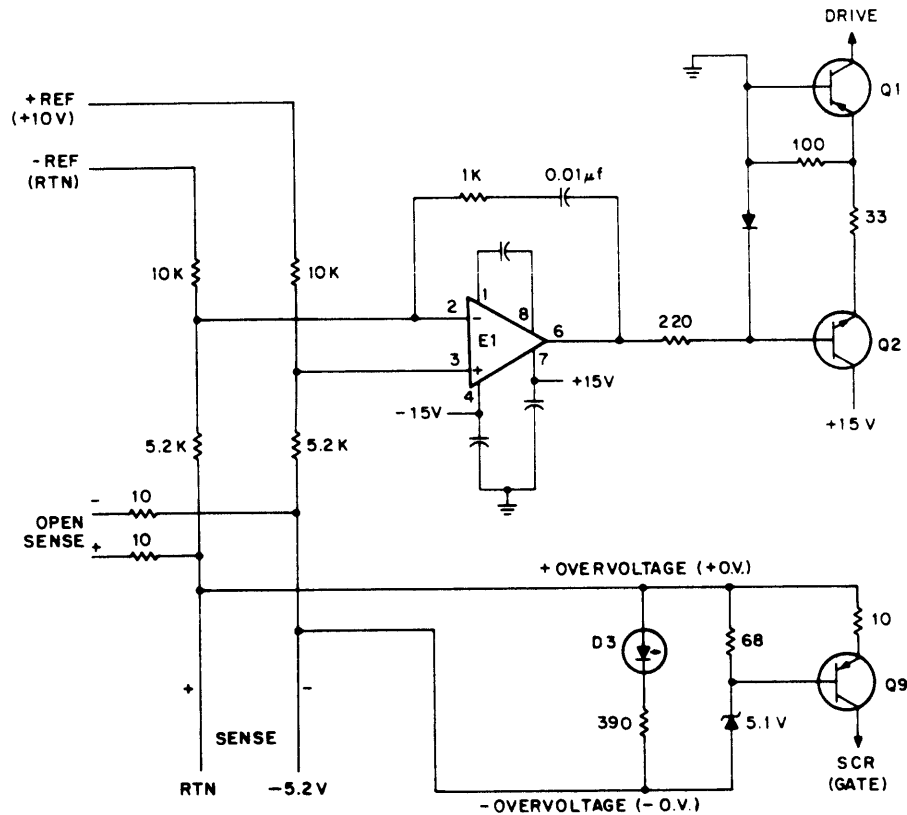 DRIVE
Q1
+REF
(+10V)
-REF
(RTN)
100
1K
0.01µf
33
10K
10K
1
2
-
8
E1
6
220
Q2
3
+
7
4
+15V
-15V
+15V
5.2K
5.2K
-
10
OPEN
SENSE
+
10
+OVERVOLTAGE (+O.V.)
10
D3
68
Q9
+
-
390
5.1V
SENSE
SCR
(GATE)
RTN
-5.2V
-OVERVOLTAGE (-O.V.)